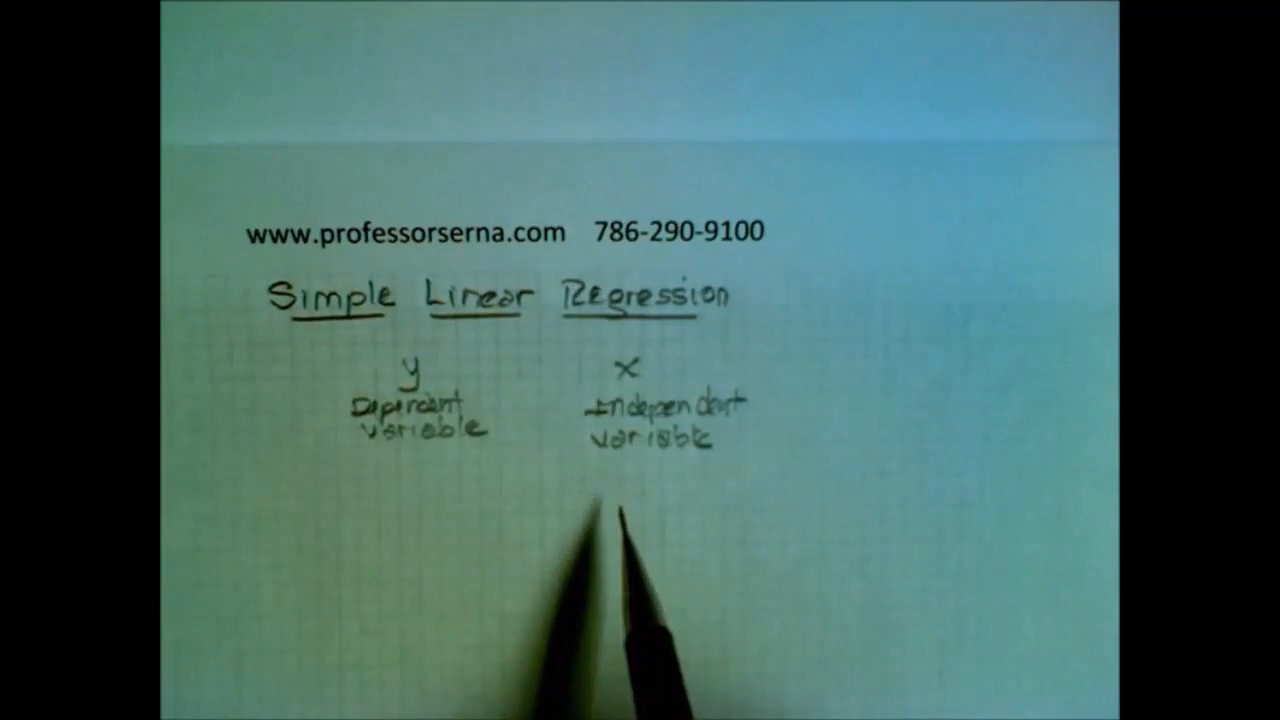 www.professorserna.com 786-290-9100
Simple Linear Regression
y x
Dependent Independent
variable variable